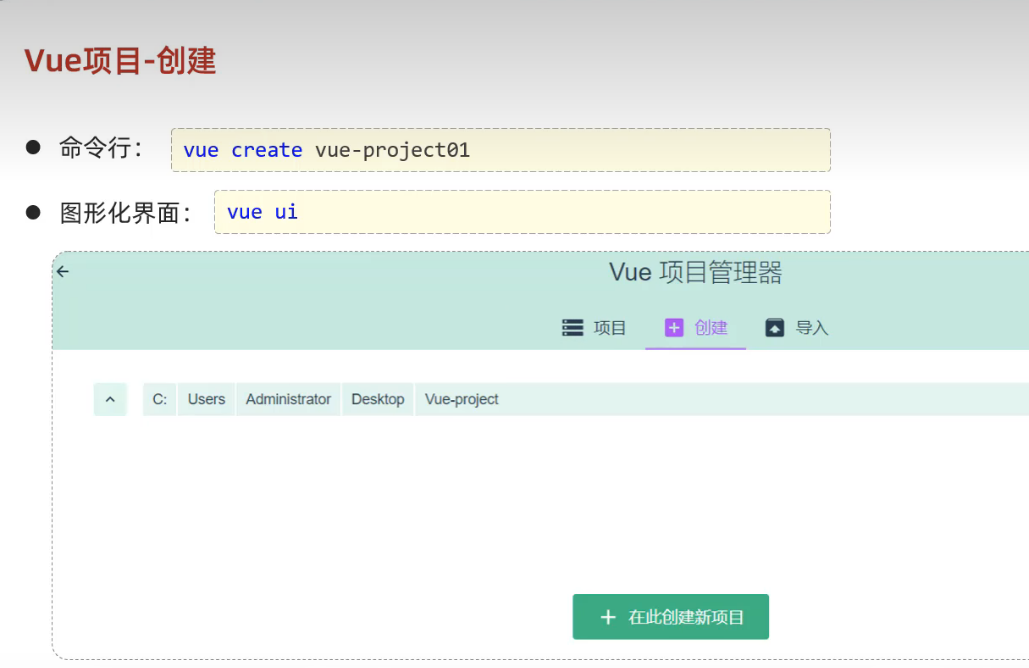 Vue项目-创建
● 命令行： vue create vue-project01
● 图形化界面： vue ui
Vue 项目管理器
项目 创建 导入
C: Users Administrator Desktop Vue-project
+ 在此创建新项目